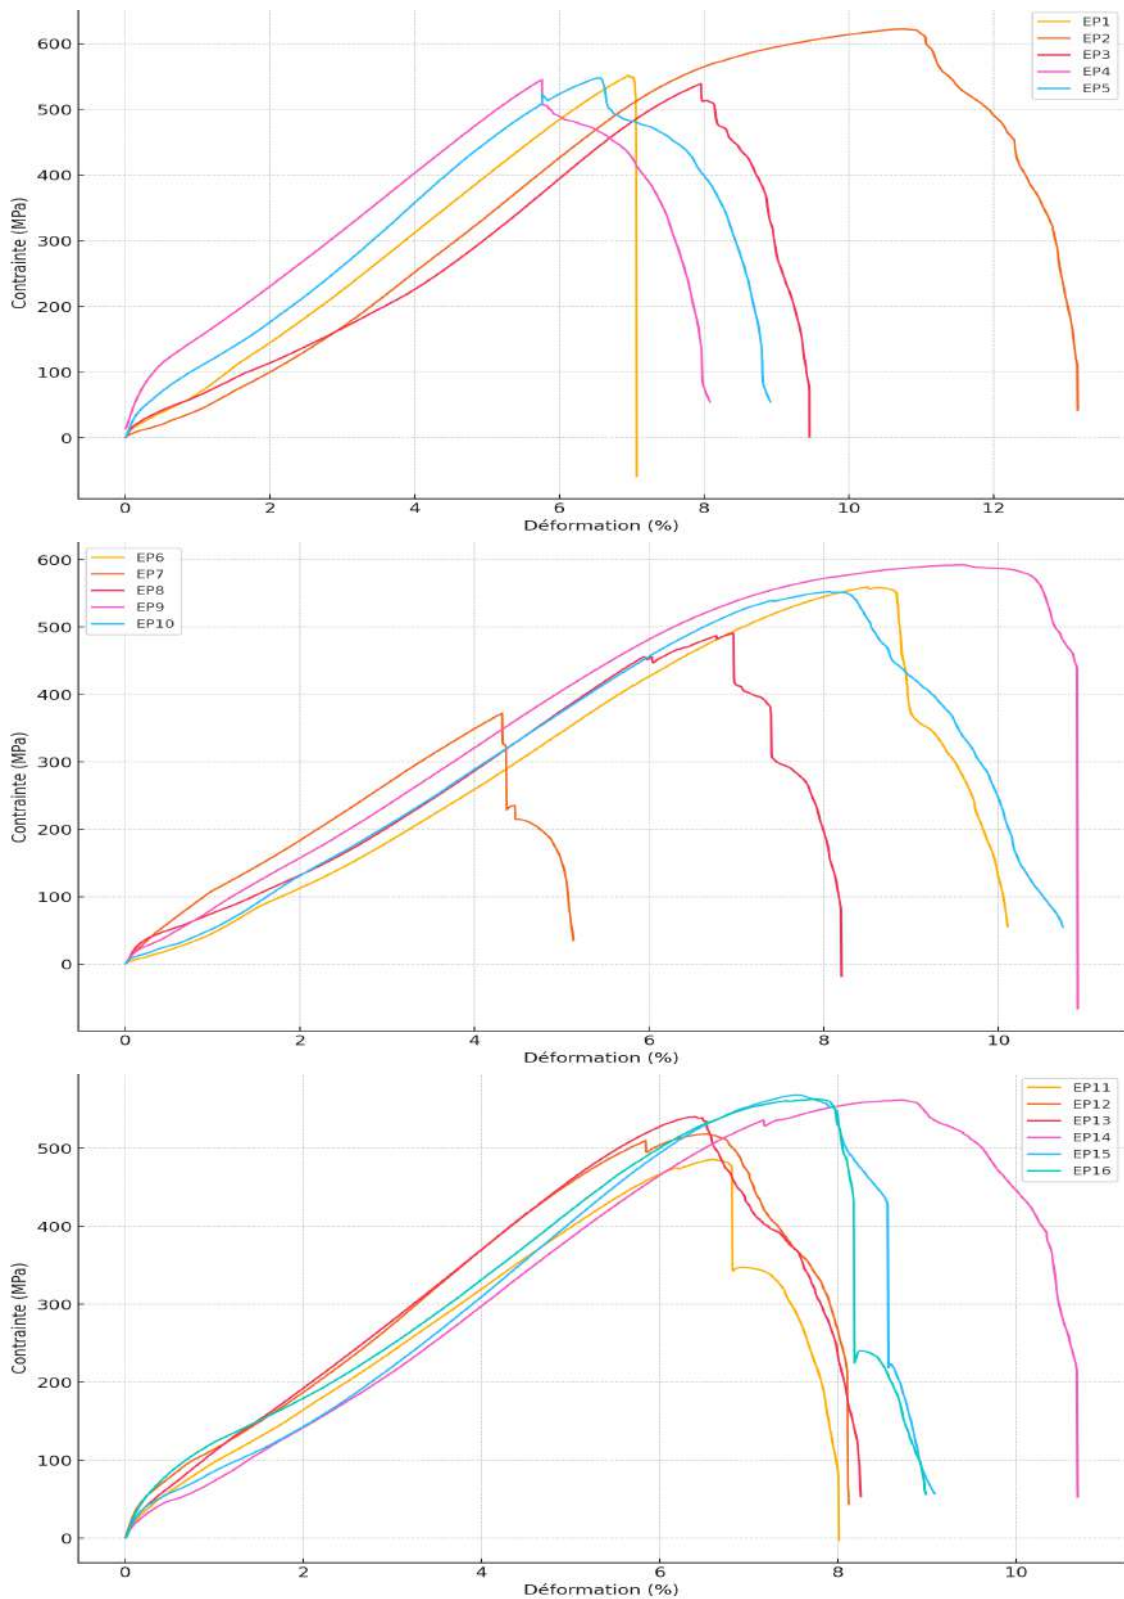 600
500
400
300
200
100
0
Contrainte (MPa)
EP1
EP2
EP3
EP4
EP5
0 2 4 6 8 10 12
Déformation (%)
600
500
400
300
200
100
0
Contrainte (MPa)
EP6
EP7
EP8
EP9
EP10
0 2 4 6 8 10
Déformation (%)
500
400
300
200
100
0
Contrainte (MPa)
EP11
EP12
EP13
EP14
EP15
EP16
0 2 4 6 8 10
Déformation (%)